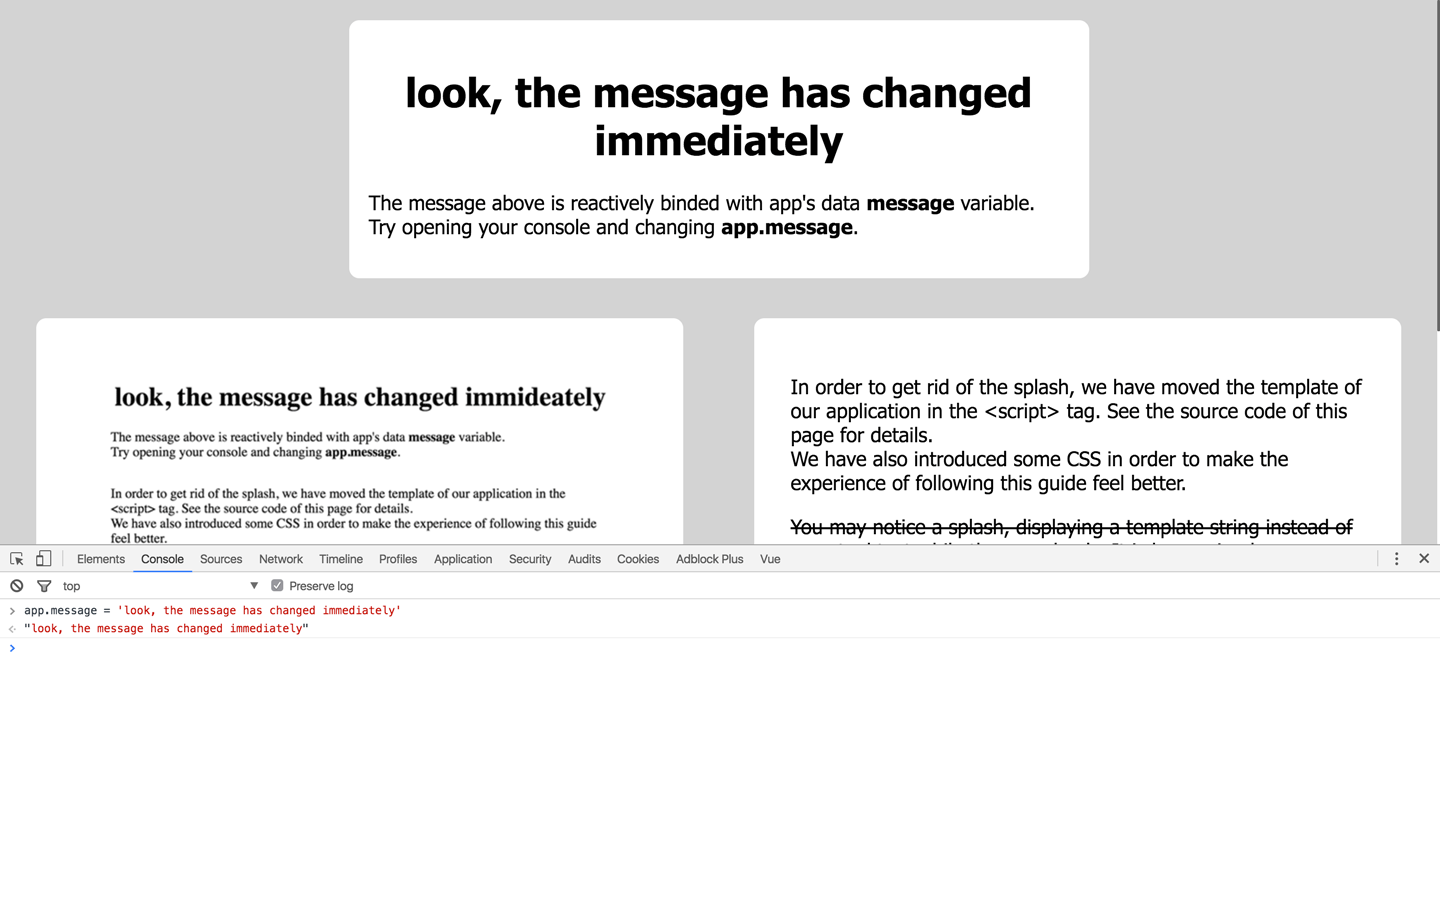 look, the message has changed
immediately
The message above is reactively binded with app's data message variable.
Try opening your console and changing app.message.
look, the message has changed immideately
The message above is reactively binded with app's data message variable.
Try opening your console and changing app.message.
In order to get rid of the splash, we have moved the template of our application in the
<script> tag. See the source code of this page for details.
We have also introduced some CSS in order to make the experience of following this guide
feel better.
In order to get rid of the splash, we have moved the template of
our application in the <script> tag. See the source code of this
page for details.
We have also introduced some CSS in order to make the
experience of following this guide feel better.
You may notice a splash, displaying a template string instead of
Elements Console Sources Network Timeline Profiles Application Security Audits Cookies Adblock Plus Vue
top Preserve log
> app.message = 'look, the message has changed immediately'
"look, the message has changed immediately"
>